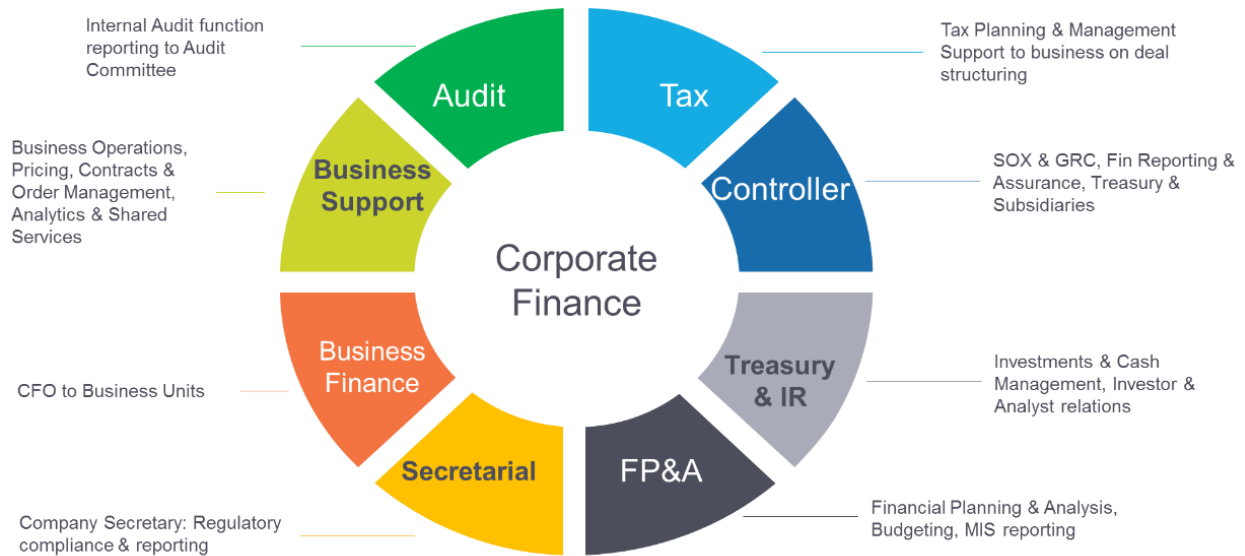 Internal Audit function
reporting to Audit
Committee
Audit
Tax
Tax Planning & Management
Support to business on deal
structuring
Business Operations,
Pricing, Contracts &
Order Management,
Analytics & Shared
Services
Business
Support
Controller
SOX & GRC, Fin Reporting &
Assurance, Treasury &
Subsidiaries
Corporate
Finance
CFO to Business Units
Business
Finance
Treasury
& IR
Investments & Cash
Management, Investor &
Analyst relations
Secretarial
FP&A
Company Secretary: Regulatory
compliance & reporting
Financial Planning & Analysis,
Budgeting, MIS reporting